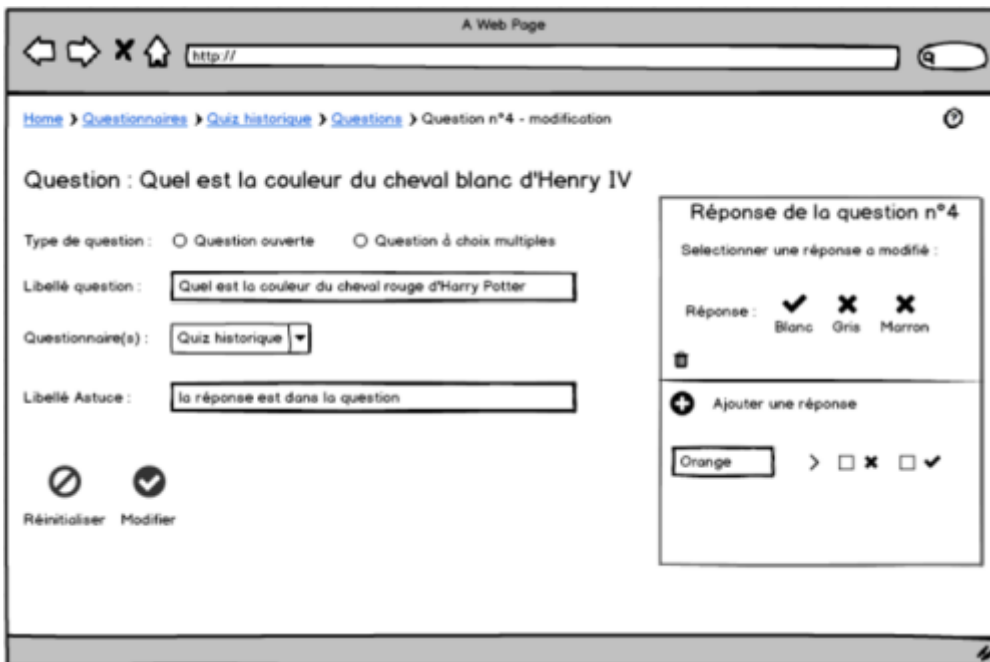 A Web Page
http://
Home > Questionnaires > Quiz historique > Questions > Question n°4 - modification
Question : Quel est la couleur du cheval blanc d'Henry IV
Type de question : Question ouverte Question à choix multiples
Libellé question : Quel est la couleur du cheval rouge d'Harry Potter
Questionnaire(s) : Quiz historique
Libellé Astuce : la réponse est dans la question
Réinitialiser Modifier
Réponse de la question n°4
Selectionner une réponse a modifié :
Réponse :
Blanc Gris Marron
Ajouter une réponse
Orange >